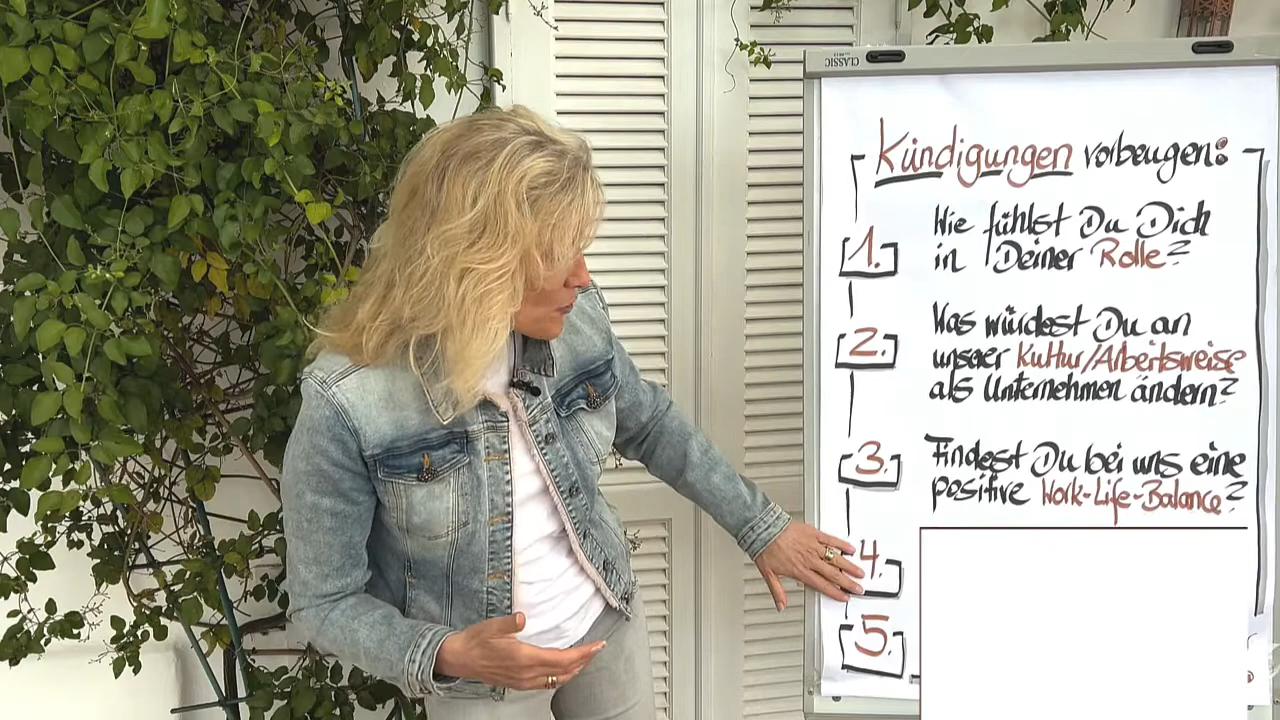 CLASSIC
Kündigungen vorbeugen:
1.
Wie fühlst Du Dich
in Deiner Rolle?
2.
Was würdest Du an
unserer Kultur/Arbeitsweise
als Unternehmen ändern?
3.
Findest Du bei uns eine
positive Work-Life-Balance?
4.
5.